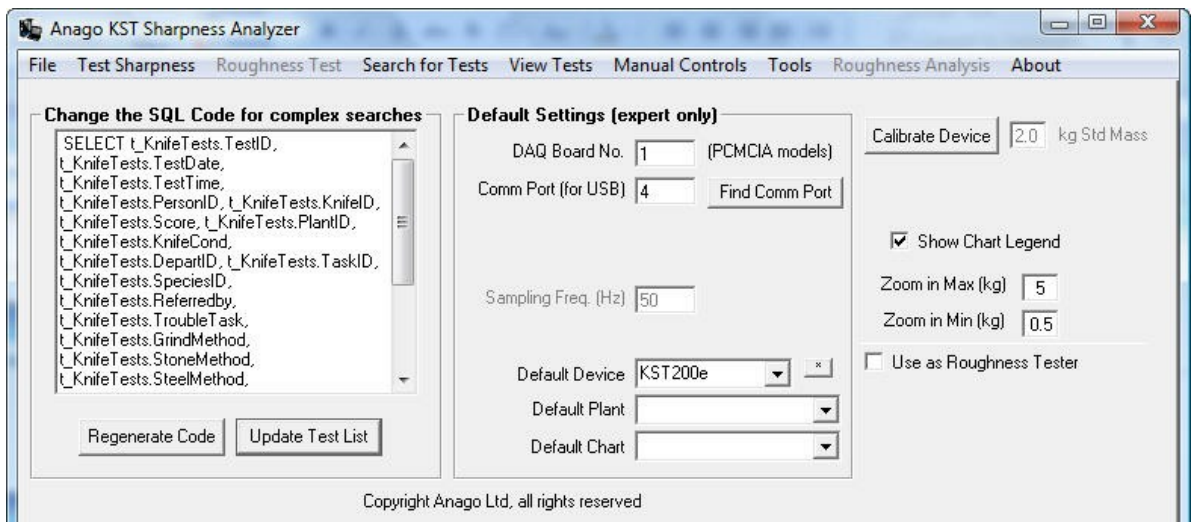 Anago KST Sharpness Analyzer
File Test Sharpness Roughness Test Search for Tests View Tests Manual Controls Tools Roughness Analysis About
Change the SQL Code for complex searches
SELECT t_KnifeTests.TestID,
t_KnifeTests.TestDate,
t_KnifeTests.TestTime,
t_KnifeTests.PersonID, t_KnifeTests.KnifeID,
t_KnifeTests.Score, t_KnifeTests.PlantID,
t_KnifeTests.KnifeCond,
t_KnifeTests.DepartID, t_KnifeTests.TaskID,
t_KnifeTests.SpeciesID,
t_KnifeTests.Referredby,
t_KnifeTests.TroubleTask,
t_KnifeTests.GrindMethod,
t_KnifeTests.StoneMethod,
t_KnifeTests.SteelMethod,
Regenerate Code Update Test List
Default Settings (expert only)
DAQ Board No. 1 (PCMCIA models)
Comm Port (for USB) 4 Find Comm Port
Sampling Freq. (Hz) 50
Default Device KST200e *
Default Plant
Default Chart
Calibrate Device 2.0 kg Std Mass
Show Chart Legend
Zoom in Max (kg) 5
Zoom in Min (kg) 0.5
Use as Roughness Tester
Copyright Anago Ltd, all rights reserved